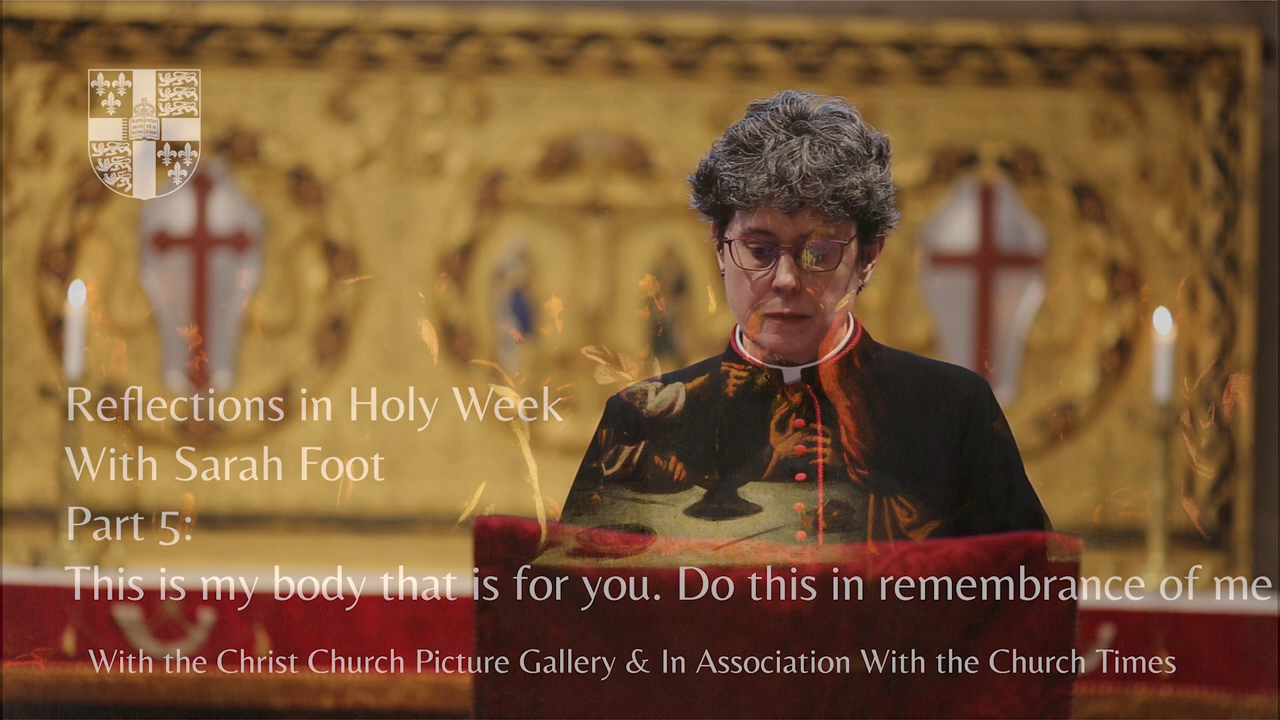 Reflections in Holy Week
With Sarah Foot
Part 5:
This is my body that is for you. Do this in remembrance of me
With the Christ Church Picture Gallery & In Association With the Church Times